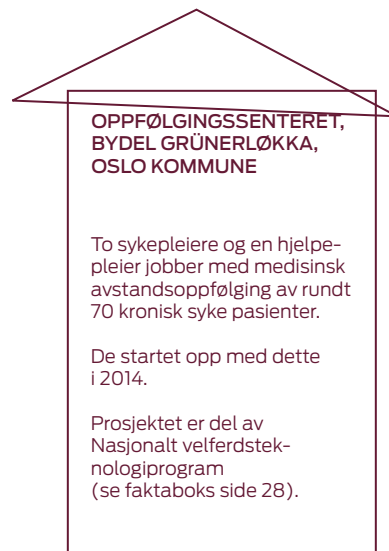 OPPFØLGINGSSENTERET,
BYDEL GRÜNERLØKKA,
OSLO KOMMUNE
To sykepleiere og en hjelpe-
pleier jobber med medisinsk
avstandsoppfølging av rundt
70 kronisk syke pasienter.
De startet opp med dette
i 2014.
Prosjektet er del av
Nasjonalt velferdstek-
nologiprogram
(se faktaboks side 28).